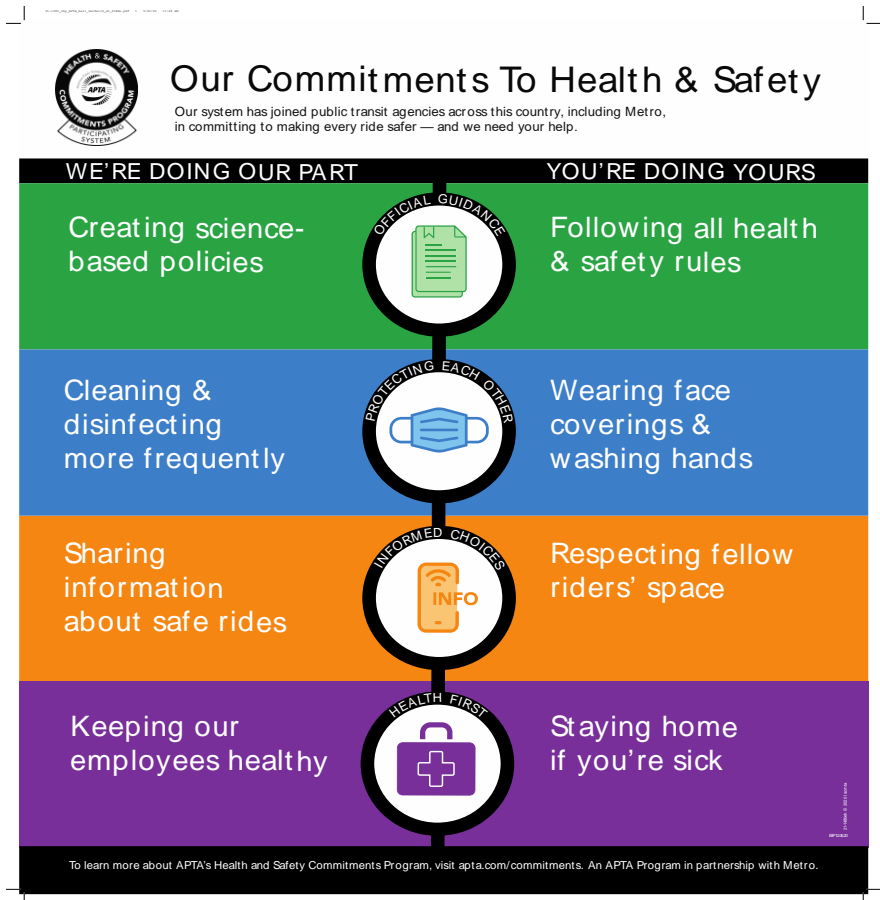 HEALTH & SAFETY
APTA
COMMITMENTS PROGRAM
PARTICIPATING
SYSTEM
Our Commitments To Health & Safety
Our system has joined public transit agencies across this country, including Metro,
in committing to making every ride safer — and we need your help.
WE’RE DOING OUR PART
YOU’RE DOING YOURS
Creating science-
based policies
OFFICIAL GUIDANCE
Following all health
& safety rules
Cleaning &
disinfecting
more frequently
PROTECTING EACH OTHER
Wearing face
coverings &
washing hands
Sharing
information
about safe rides
INFORMED CHOICES
INFO
Respecting fellow
riders’ space
Keeping our
employees healthy
HEALTH FIRST
Staying home
if you’re sick
To learn more about APTA’s Health and Safety Commitments Program, visit apta.com/commitments. An APTA Program in partnership with Metro.